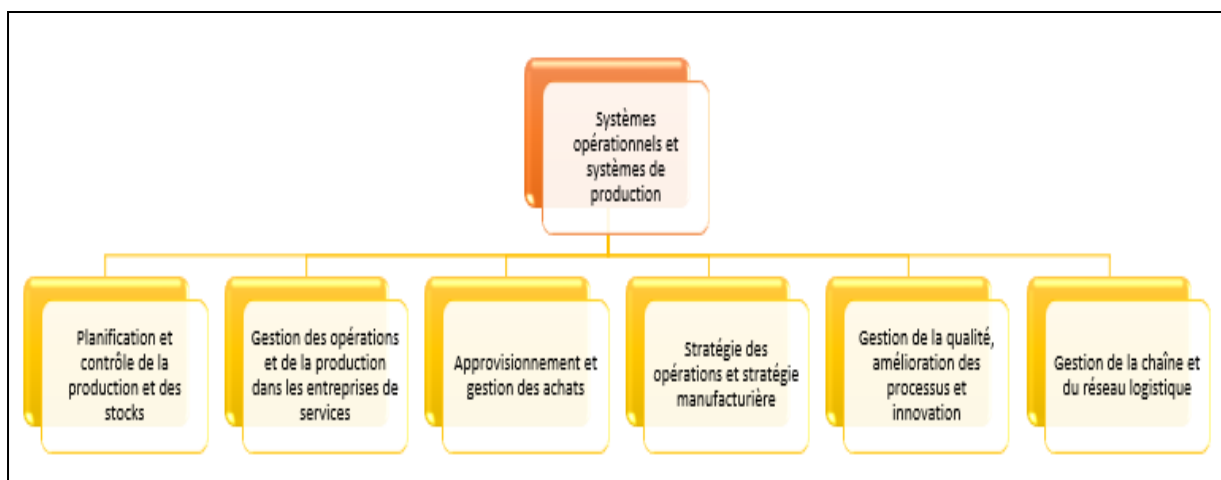 Systèmes
opérationnels et
systèmes de
production
Planification et
contrôle de la
production et des
stocks
Gestion des opérations
et de la production
dans les entreprises de
services
Approvisionnement et
gestion des achats
Stratégie des
opérations et stratégie
manufacturière
Gestion de la qualité,
amélioration des
processus et
innovation
Gestion de la chaîne et
du réseau logistique